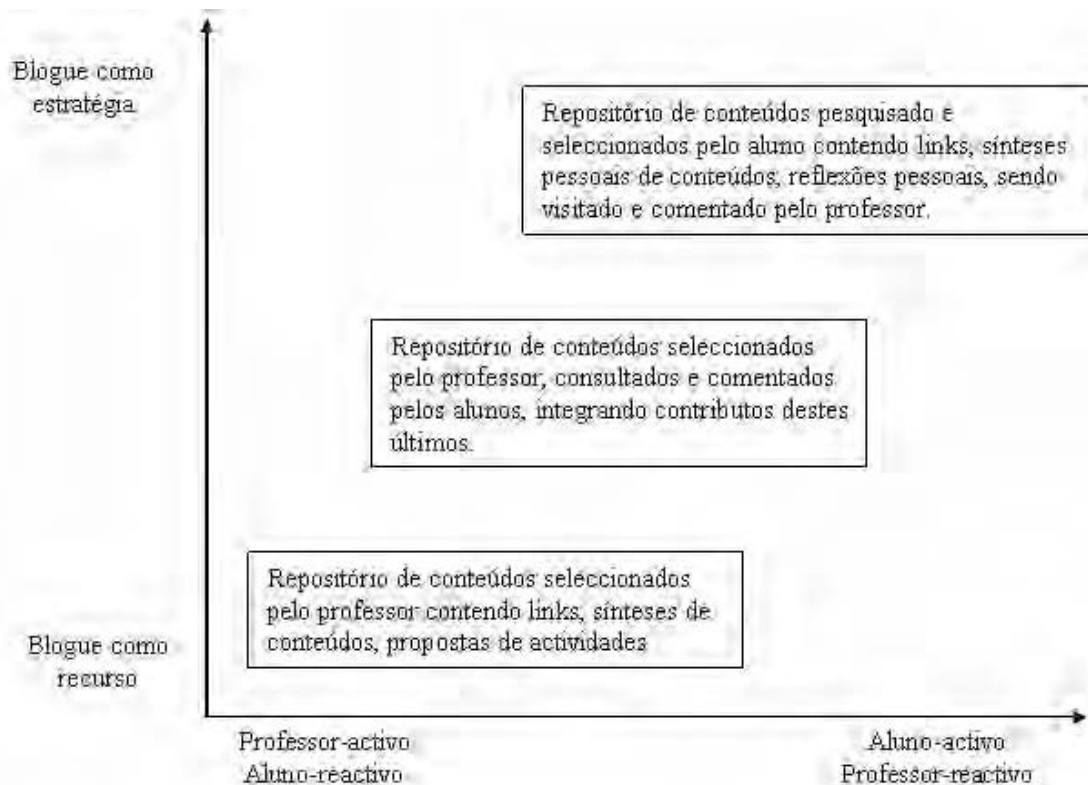 Blogue como
estratégia
Repositório de conteúdos pesquisado e
seleccionados pelo aluno contendo links, sínteses
pessoais de conteúdos, reflexões pessoais, sendo
visitado e comentado pelo professor.
Repositório de conteúdos seleccionados
pelo professor, consultados e comentados
pelos alunos, integrando contributos destes
últimos.
Repositório de conteúdos seleccionados
pelo professor contendo links, sínteses de
conteúdos, propostas de actividades
Blogue como
recurso
Professor-activo
Aluno-reactivo
Aluno-activo
Professor-reactivo